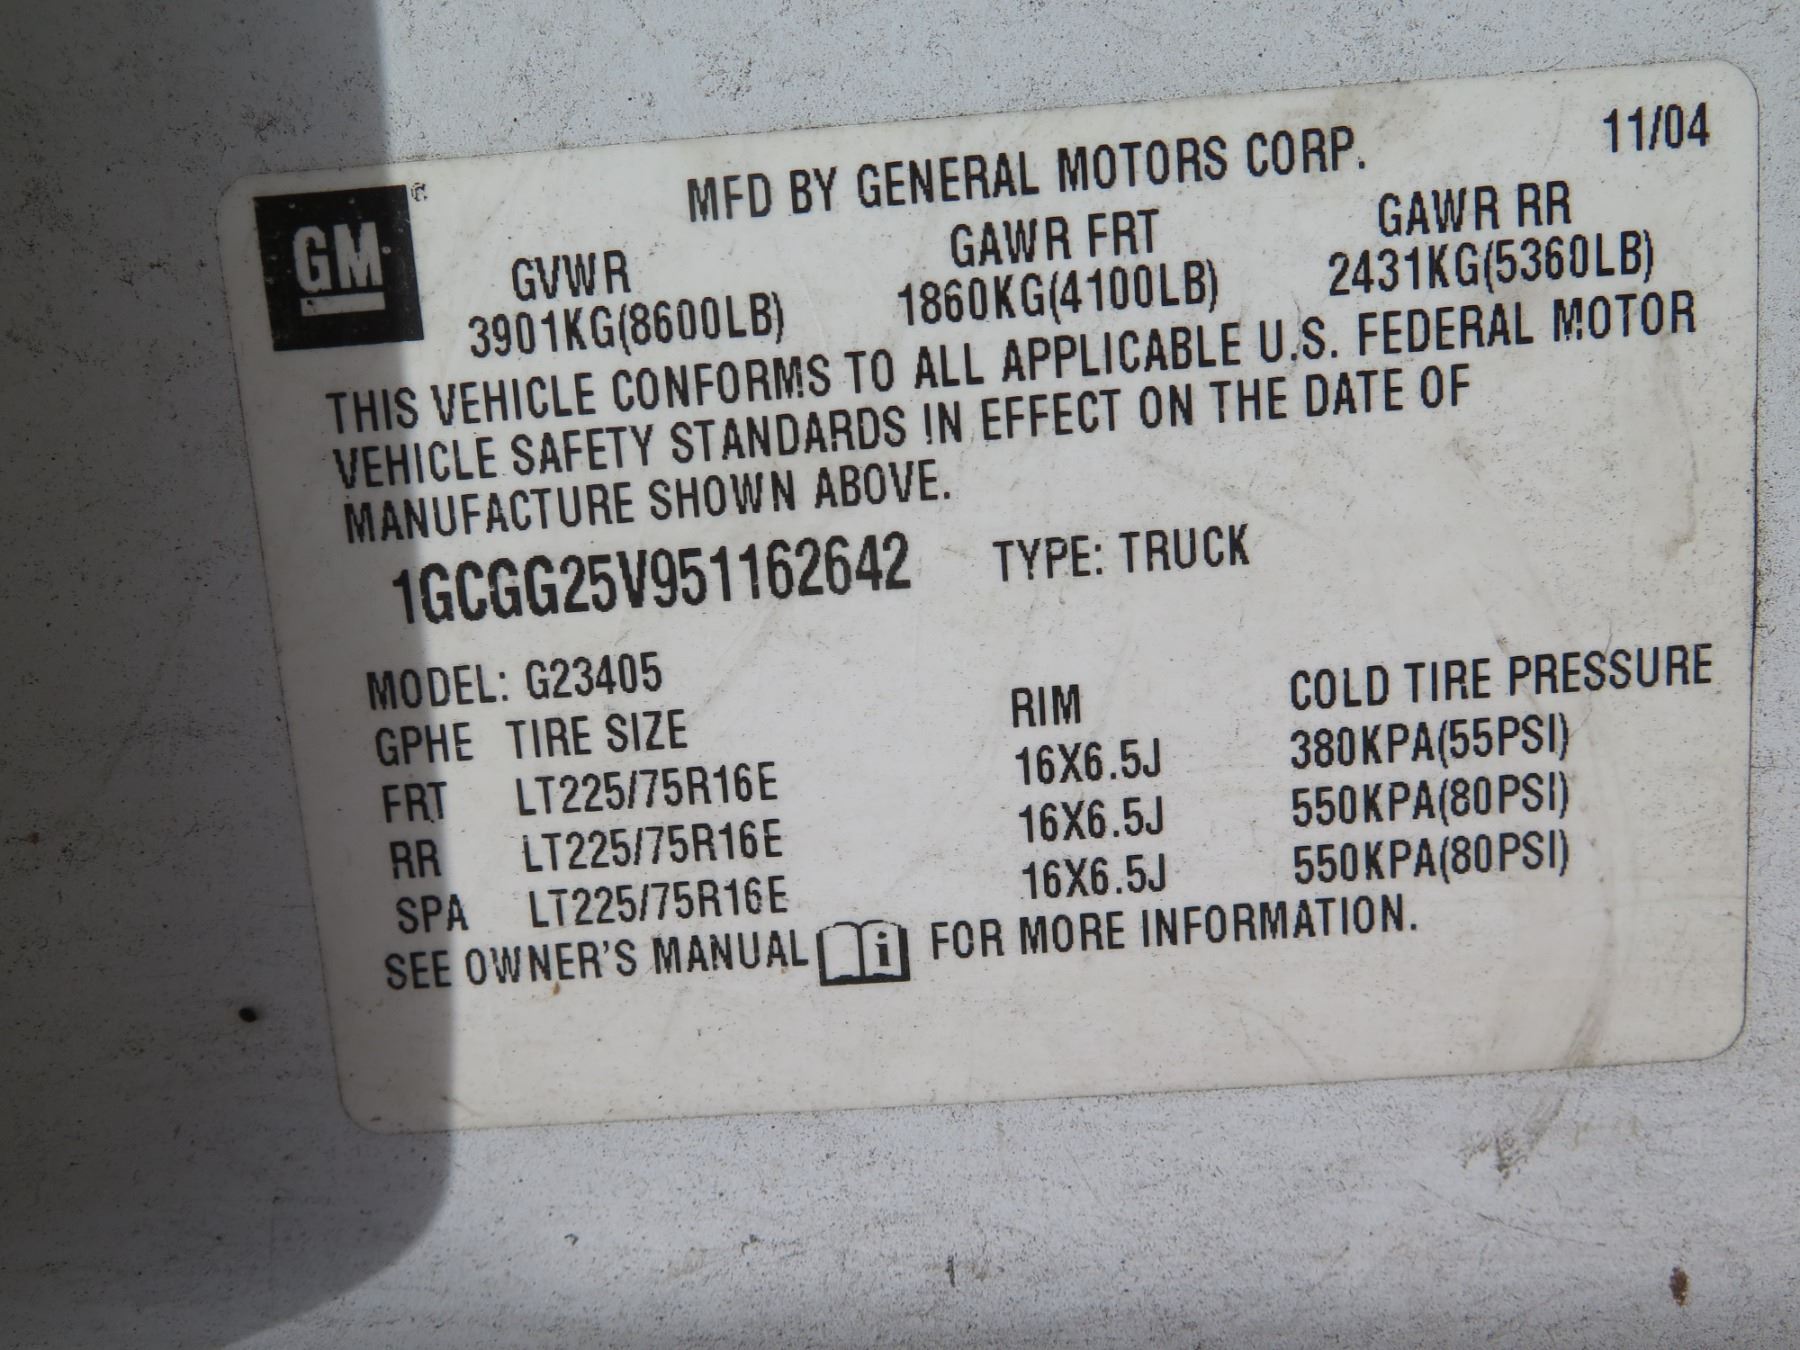 GM
MFD BY GENERAL MOTORS CORP. 11/04
GVWR GAWR FRT GAWR RR
3901KG(8600LB) 1860KG(4100LB) 2431KG(5360LB)
THIS VEHICLE CONFORMS TO ALL APPLICABLE U.S. FEDERAL MOTOR
VEHICLE SAFETY STANDARDS IN EFFECT ON THE DATE OF
MANUFACTURE SHOWN ABOVE.
1GCGG25V951162642 TYPE: TRUCK
MODEL: G23405
GPHE TIRE SIZE RIM COLD TIRE PRESSURE
FRT LT225/75R16E 16X6.5J 380KPA(55PSI)
RR LT225/75R16E 16X6.5J 550KPA(80PSI)
SPA LT225/75R16E 16X6.5J 550KPA(80PSI)
SEE OWNER'S MANUAL i FOR MORE INFORMATION.